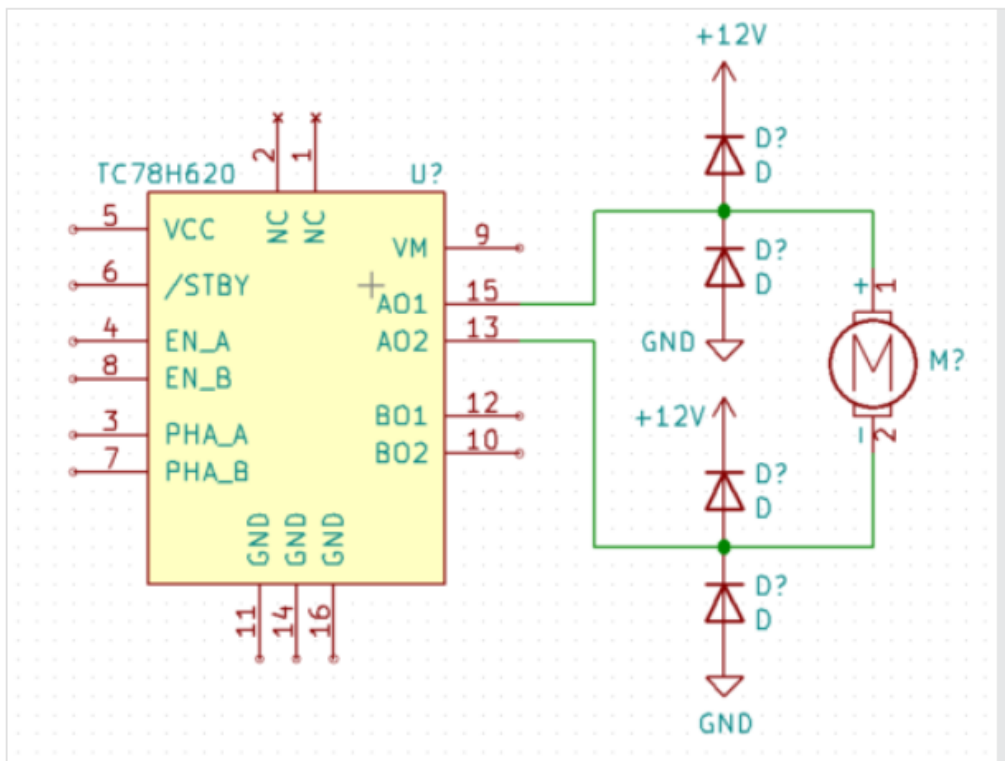 +12V
D?
D
2
1
TC78H620
U?
5
VCC
NC
NC
9
VM
D?
D
6
/STBY
15
AO1
+
1
4
EN_A
13
AO2
GND
M
M?
8
EN_B
12
BO1
+12V
3
PHA_A
10
BO2
-
2
7
PHA_B
D?
D
GND
GND
GND
D?
D
11
14
16
GND